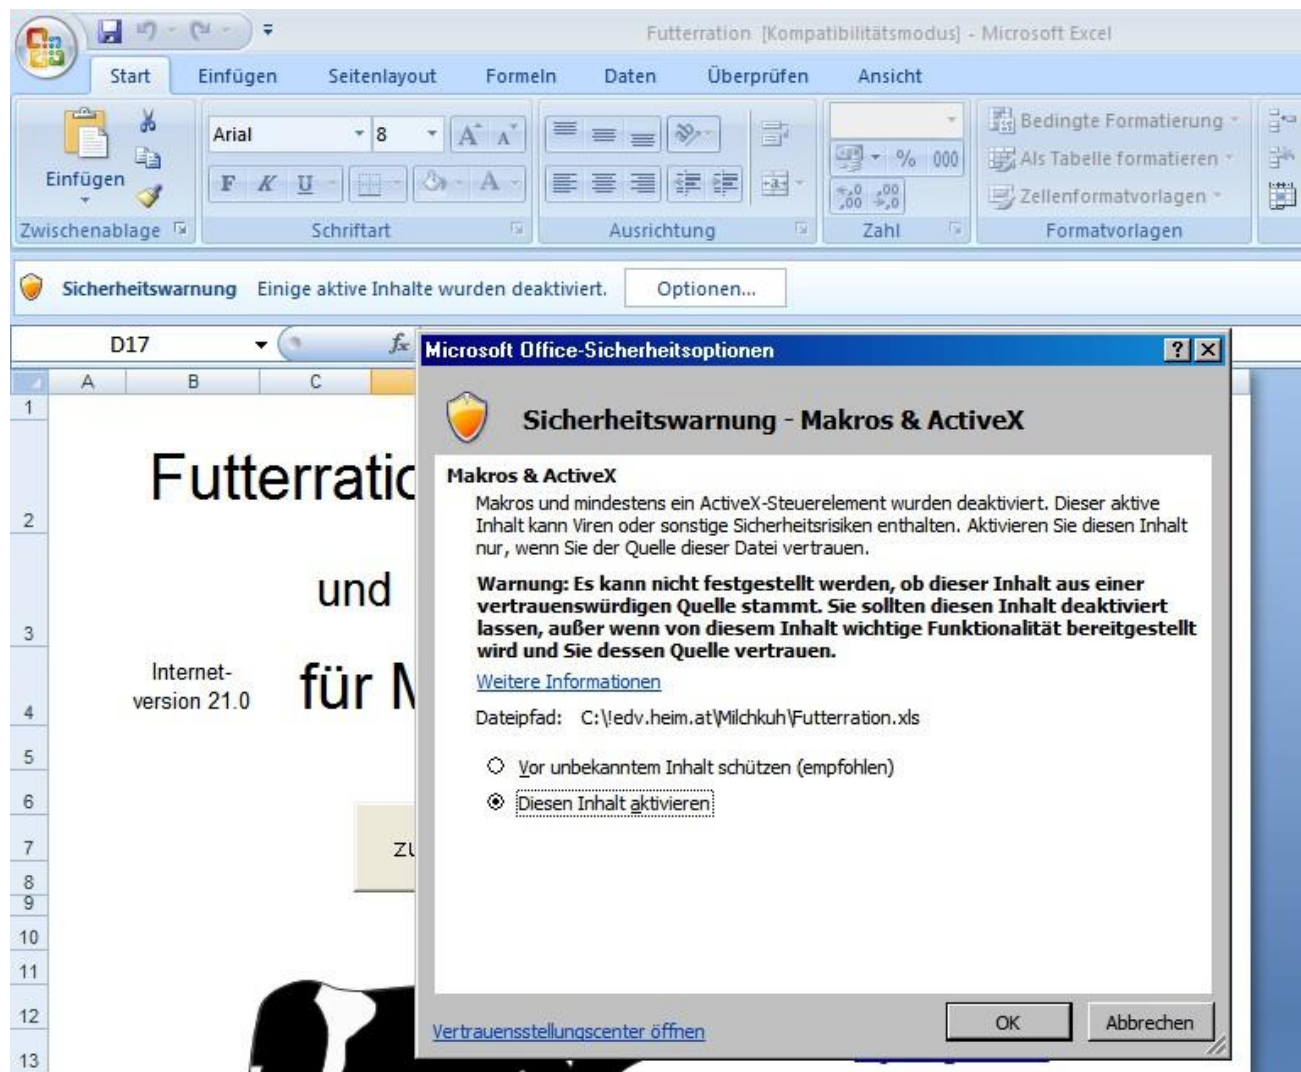 Futterration [Kompatibilitätsmodus] - Microsoft Excel
Start Einfügen Seitenlayout Formeln Daten Überprüfen Ansicht
Arial 8 A A
Bedingte Formatierung
% 000
Als Tabelle formatieren
Einfügen
F K U A
Zellenformatvorlagen
Zwischenablage Schriftart Ausrichtung Zahl Formatvorlagen
Sicherheitswarnung Einige aktive Inhalte wurden deaktiviert. Optionen...
D17 fx
A B C
1
2
3
4
5
6
7
8
9
10
11
12
13
Futterratio
und
Internet-
version 21.0
für M
zu
Microsoft Office-Sicherheitsoptionen
Sicherheitswarnung - Makros & ActiveX
Makros & ActiveX
Makros und mindestens ein ActiveX-Steuerelement wurden deaktiviert. Dieser aktive
Inhalt kann Viren oder sonstige Sicherheitsrisiken enthalten. Aktivieren Sie diesen Inhalt
nur, wenn Sie der Quelle dieser Datei vertrauen.
Warnung: Es kann nicht festgestellt werden, ob dieser Inhalt aus einer
vertrauenswürdigen Quelle stammt. Sie sollten diesen Inhalt deaktiviert
lassen, außer wenn von diesem Inhalt wichtige Funktionalität bereitgestellt
wird und Sie dessen Quelle vertrauen.
Weitere Informationen
Dateipfad: C:\!edv.heim.at\Milchkuh\Futterration.xls
Vor unbekanntem Inhalt schützen (empfohlen)
Diesen Inhalt aktivieren
Vertrauensstellungscenter öffnen
OK Abbrechen